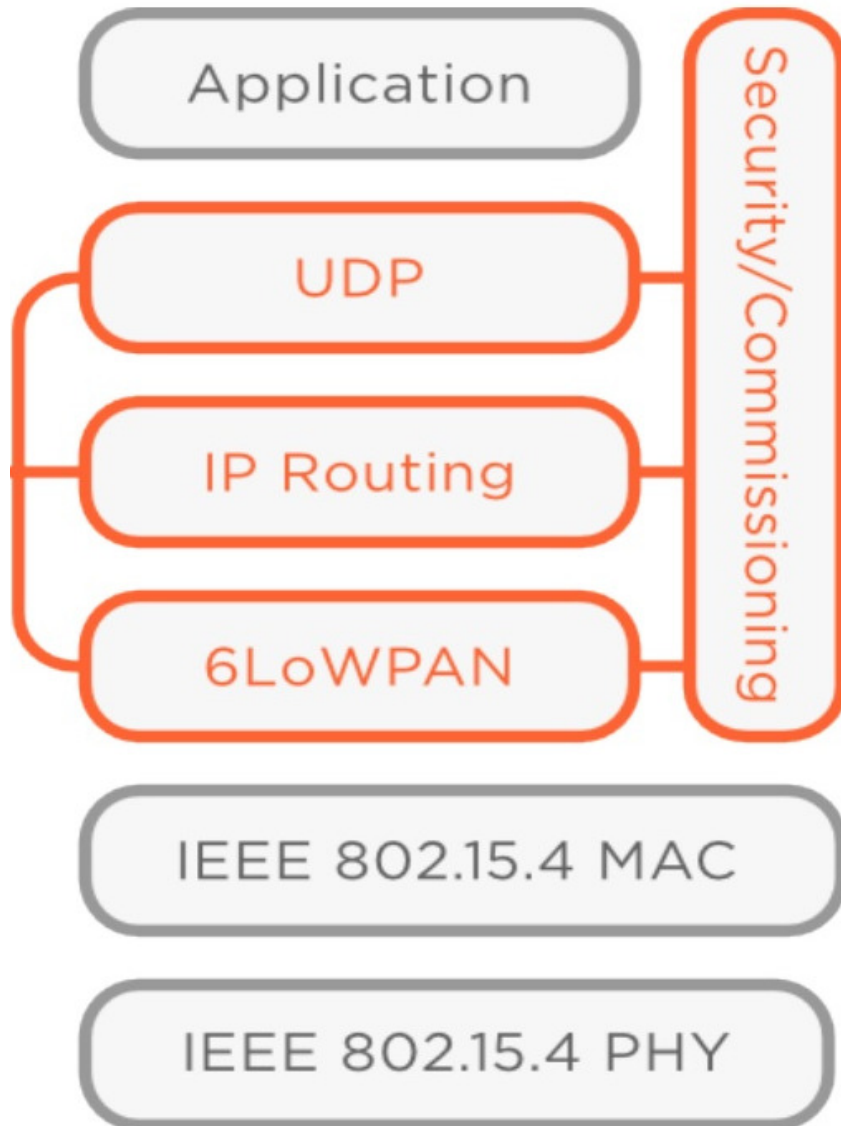 Application
Security/Commissioning
UDP
IP Routing
6LoWPAN
IEEE 802.15.4 MAC
IEEE 802.15.4 PHY